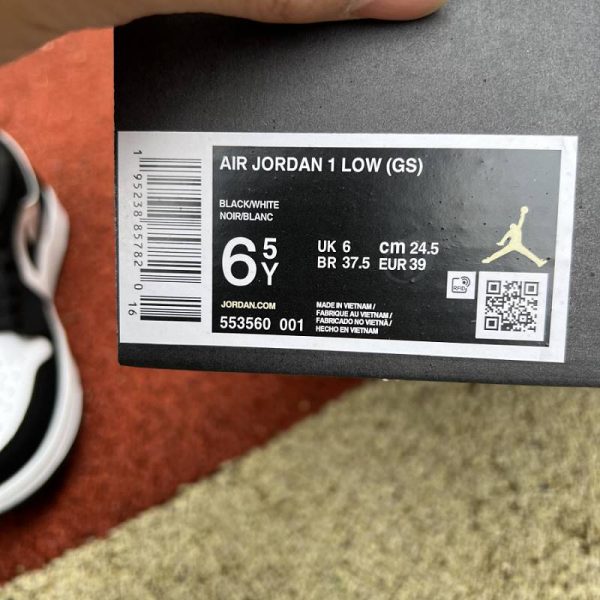 AIR JORDAN 1 LOW (GS)
BLACK/WHITE
NOIR/BLANC
6 5Y
UK 6 cm 24.5
BR 37.5 EUR 39
RFID
JORDAN.COM
553560 001
MADE IN VIETNAM /
FABRIQUE AU VIETNAM /
FABRICADO NO VIETNÃ /
HECHO EN VIETNAM
1 95238 85782 0 16